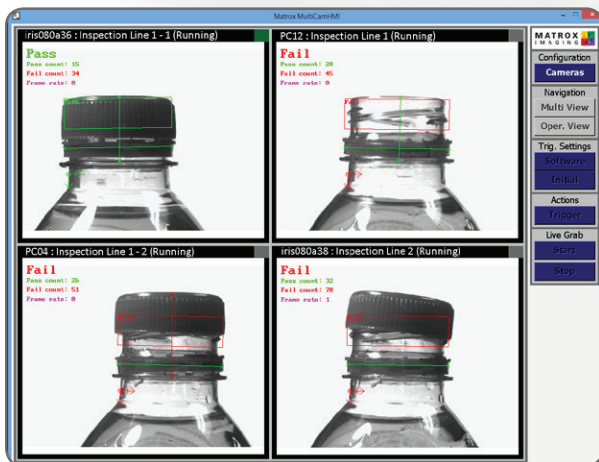 Matrox MultiCamHMI
iris080a36 : Inspection Line 1 - 1 (Running)
Pass
Pass count: 15
Fail count: 34
Frame rate: 0
PC12 : Inspection Line 1 (Running)
Fail
Pass count: 20
Fail count: 45
Frame rate: 0
PC04 : Inspection Line 1 - 2 (Running)
Fail
Pass count: 26
Fail count: 51
Frame rate: 0
iris080a38 : Inspection Line 2 (Running)
Fail
Pass count: 32
Fail count: 70
Frame rate: 1
MATROX
IMAGING
Configuration
Cameras
Navigation
Multi View
Oper. View
Trig. Settings
Software
Initial
Actions
Trigger
Live Grab
Start
Stop